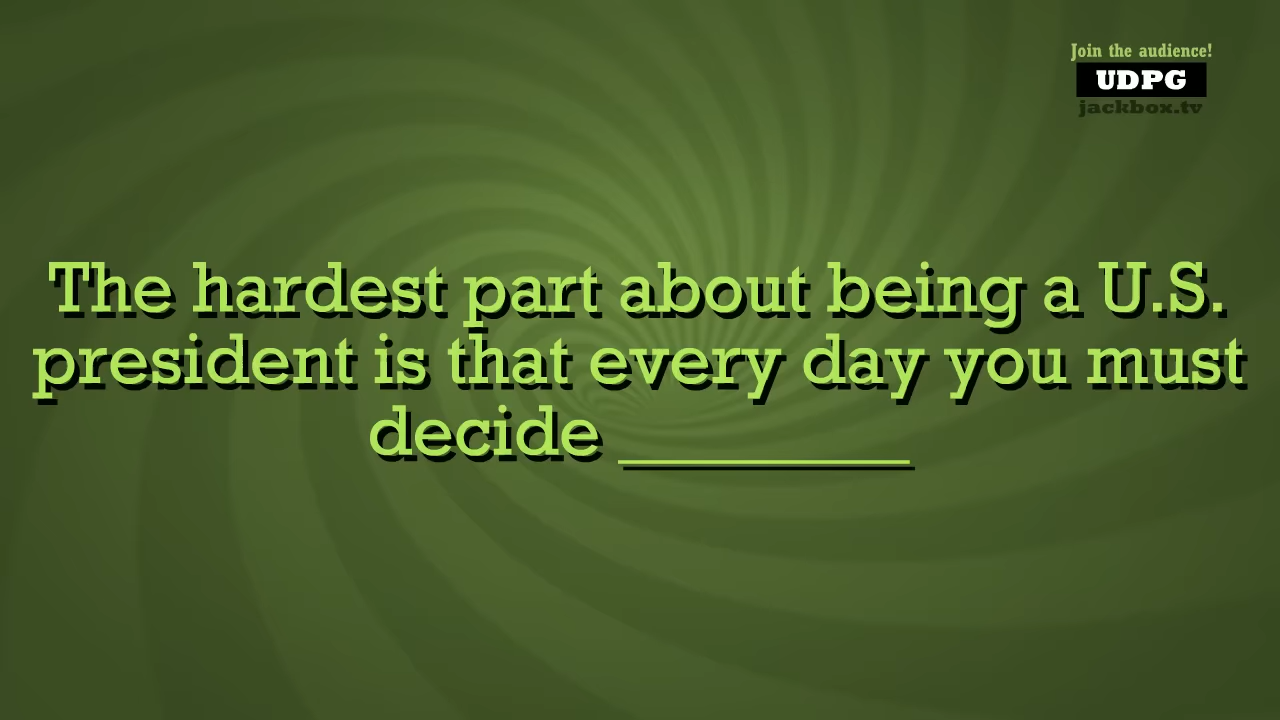 Join the audience!
UDPG
jackbox.tv
The hardest part about being a U.S.
president is that every day you must
decide __________